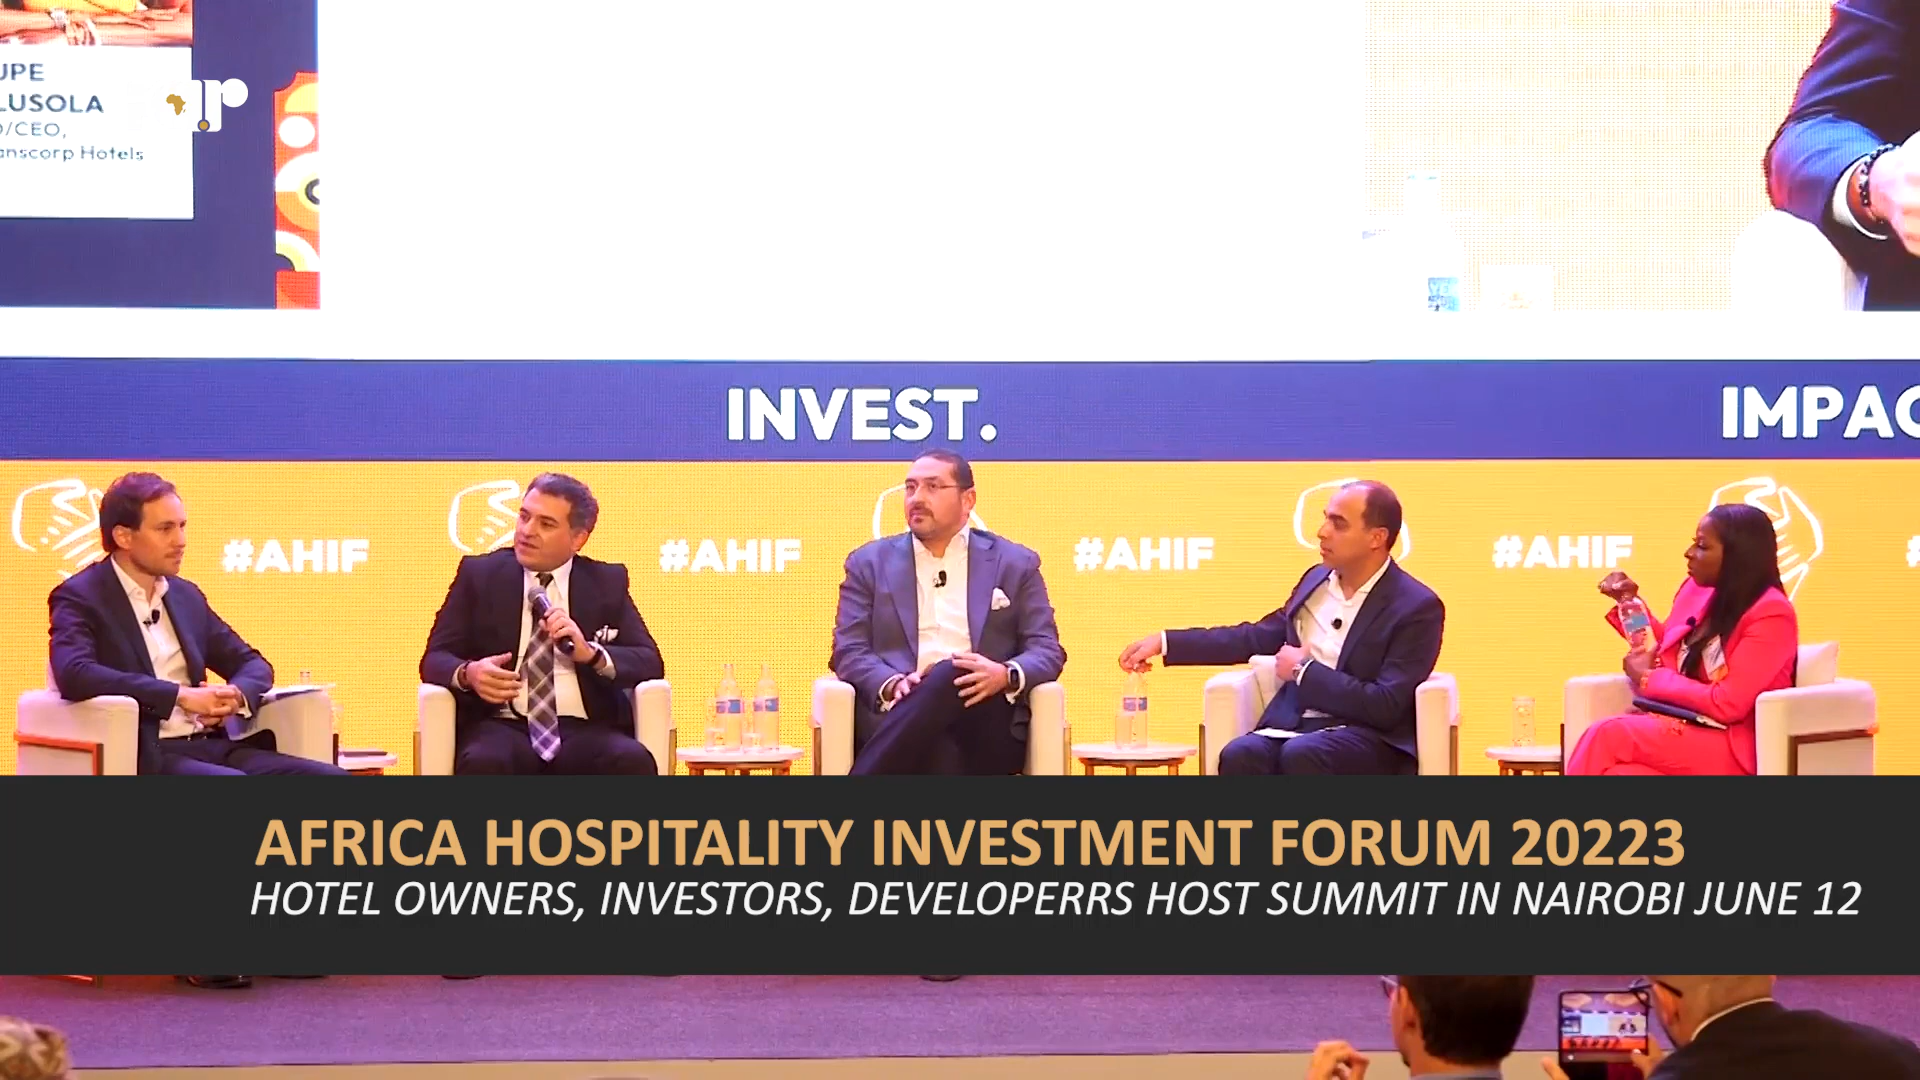 UPE
LUSOLA
O/CEO,
anscorp Hotels
INVEST.
IMPAC
#AHIF
#AHIF
#AHIF
#AHIF
AFRICA HOSPITALITY INVESTMENT FORUM 20223
HOTEL OWNERS, INVESTORS, DEVELOPERRS HOST SUMMIT IN NAIROBI JUNE 12